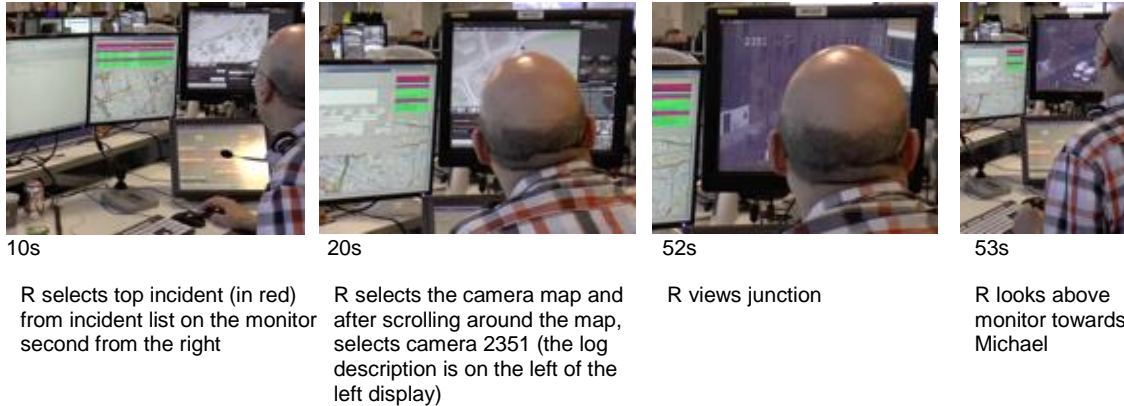 2351
10s
20s
52s
53s
R selects top incident (in red)
from incident list on the monitor
second from the right
R selects the camera map and
after scrolling around the map,
selects camera 2351 (the log
description is on the left of the
left display)
R views junction
R looks above
monitor towards
Michael